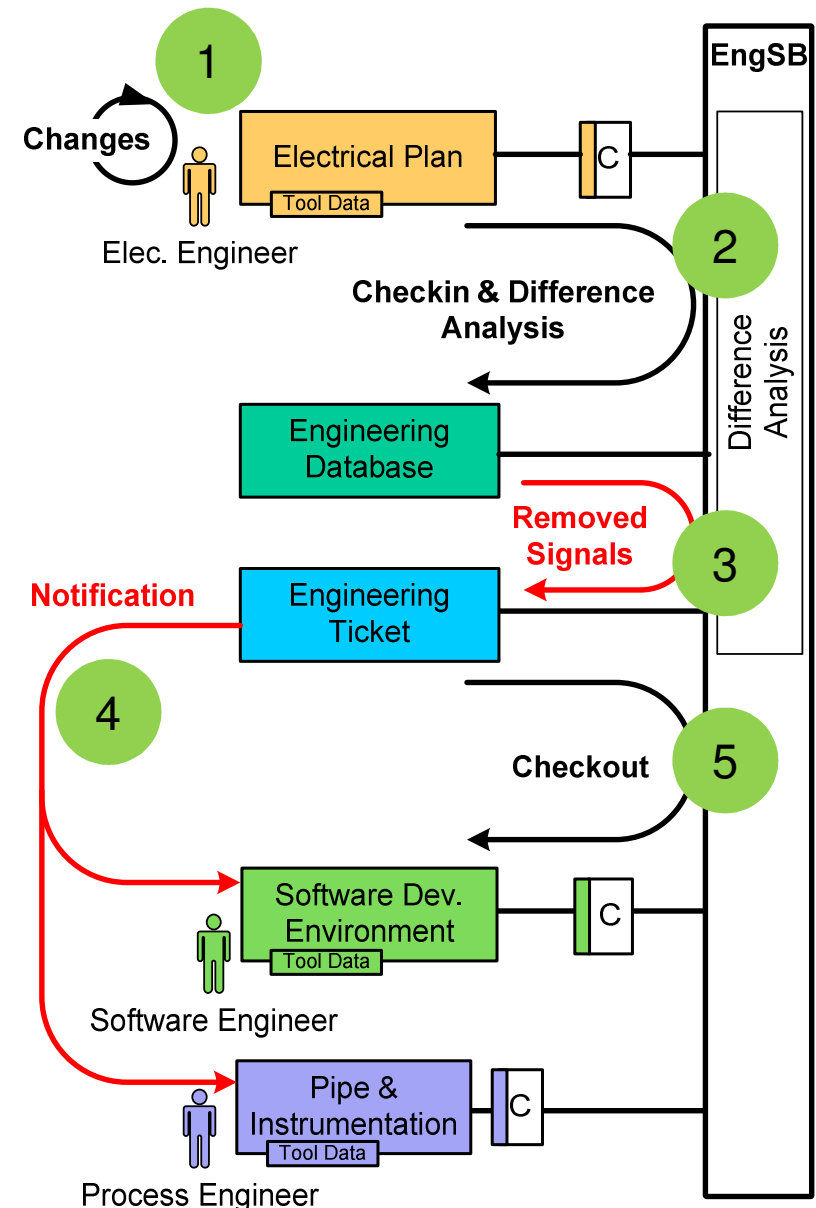 1
EngSB
Changes
Electrical Plan
C
Tool Data
Elec. Engineer
2
Checkin & Difference
Analysis
Difference
Analysis
Engineering
Database
Removed
Signals
3
Notification
Engineering
Ticket
4
Checkout
5
Software Dev.
Environment
C
Tool Data
Software Engineer
Pipe &
Instrumentation
C
Tool Data
Process Engineer